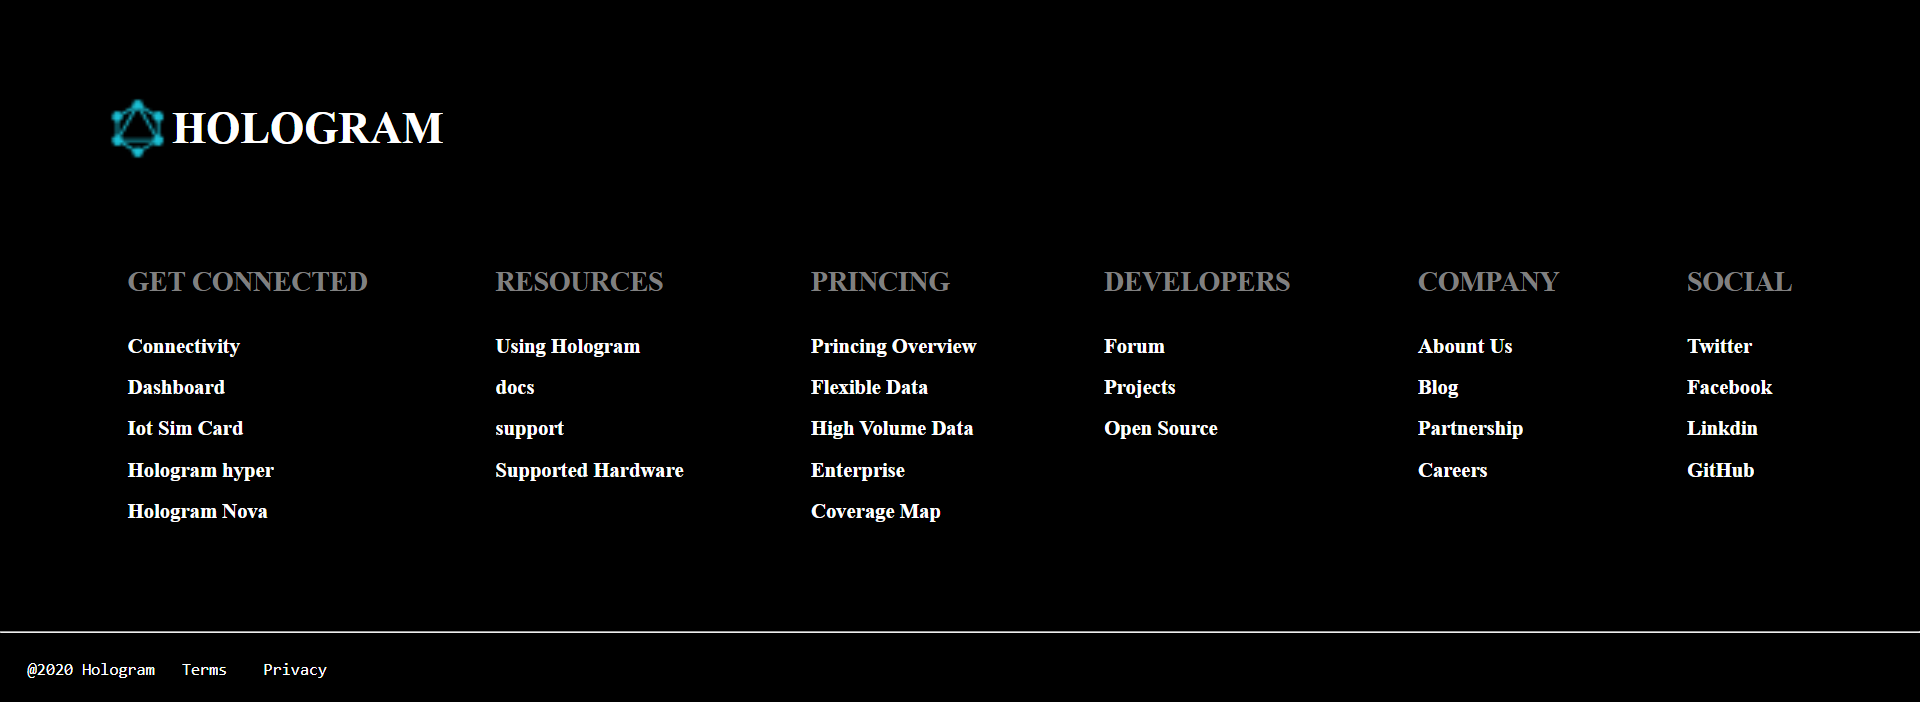 HOLOGRAM
GET CONNECTED
Connectivity
Dashboard
Iot Sim Card
Hologram hyper
Hologram Nova
RESOURCES
Using Hologram
docs
support
Supported Hardware
PRINCING
Princing Overview
Flexible Data
High Volume Data
Enterprise
Coverage Map
DEVELOPERS
Forum
Projects
Open Source
COMPANY
Abount Us
Blog
Partnership
Careers
SOCIAL
Twitter
Facebook
Linkdin
GitHub
@2020 Hologram Terms Privacy